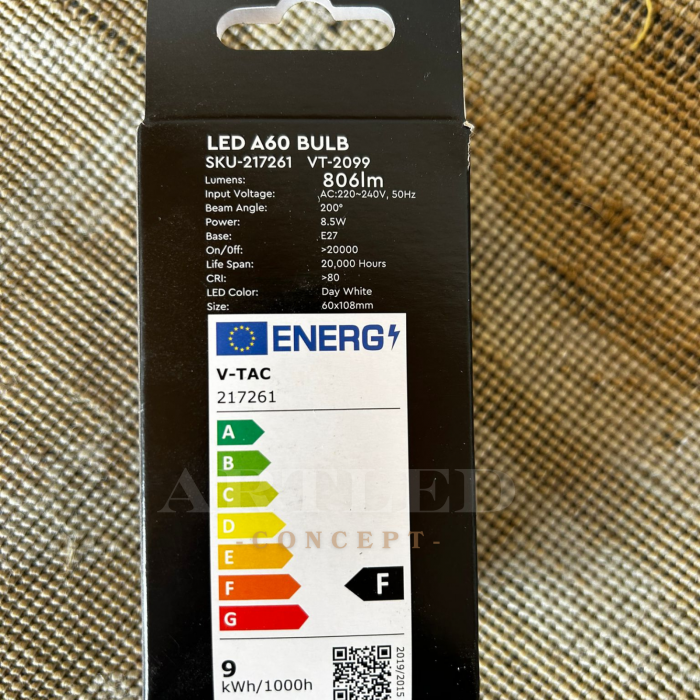 LED A60 BULB
SKU-217261 VT-2099
Lumens: 806lm
Input Voltage: AC:220~240V, 50Hz
Beam Angle: 200°
Power: 8.5W
Base: E27
On/Off: >20000
Life Span: 20,000 Hours
CRI: >80
LED Color: Day White
Size: 60x108mm
ENERG
V-TAC
217261
A
B
C
ARTLED
D
-CONCEPT-
E
F F
G
9
kWh/1000h
2019/2015